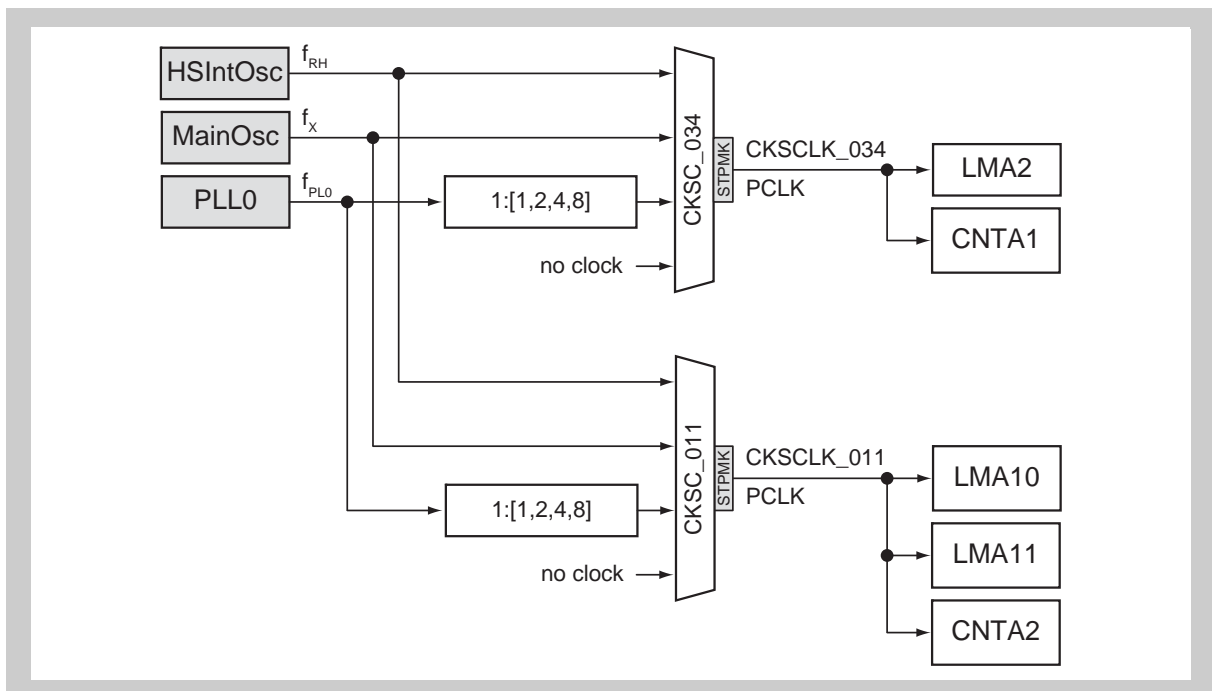 HSIntOsc
fRH
MainOsc
fX
PLL0
fPL0
1:[1,2,4,8]
no clock
CKSC_034
STPMK
CKSCLK_034
PCLK
LMA2
CNTA1
1:[1,2,4,8]
no clock
CKSC_011
STPMK
CKSCLK_011
PCLK
LMA10
LMA11
CNTA2